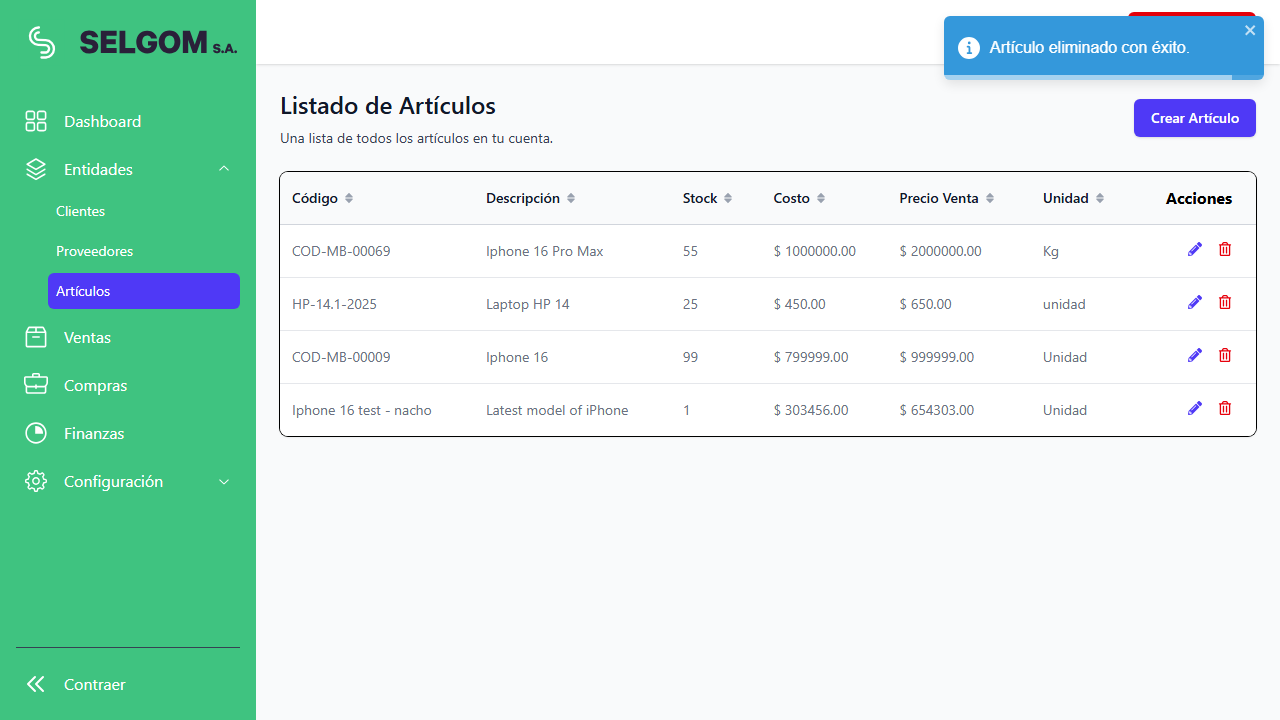 SELGOM S.A.
Artículo eliminado con éxito.
Dashboard
Entidades
Clientes
Proveedores
Artículos
Ventas
Compras
Finanzas
Configuración
Contraer
Listado de Artículos
Una lista de todos los artículos en tu cuenta.
Crear Artículo
Código Descripción Stock Costo Precio Venta Unidad Acciones
COD-MB-00069 Iphone 16 Pro Max 55 $ 1000000.00 $ 2000000.00 Kg
HP-14.1-2025 Laptop HP 14 25 $ 450.00 $ 650.00 unidad
COD-MB-00009 Iphone 16 99 $ 799999.00 $ 999999.00 Unidad
Iphone 16 test - nacho Latest model of iPhone 1 $ 303456.00 $ 654303.00 Unidad